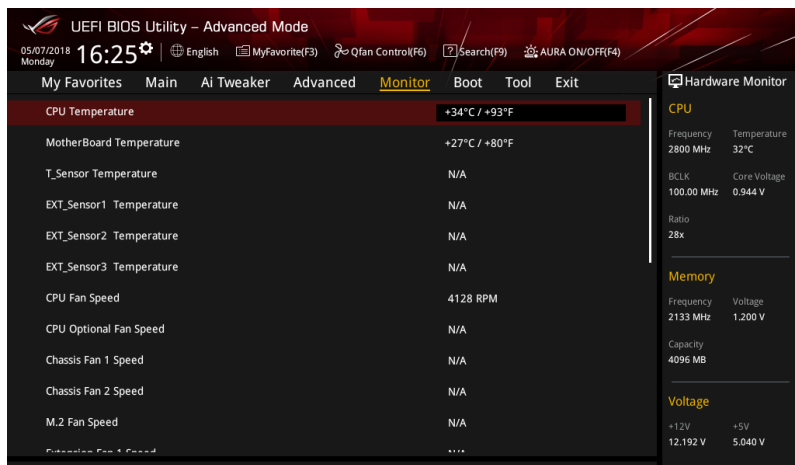 UEFI BIOS Utility – Advanced Mode
05/07/2018 Monday 16:25 English MyFavorite(F3) Qfan Control(F6) ? Search(F9) AURA ON/OFF(F4)
My Favorites Main Ai Tweaker Advanced Monitor Boot Tool Exit
CPU Temperature +34°C / +93°F
MotherBoard Temperature +27°C / +80°F
T_Sensor Temperature N/A
EXT_Sensor1 Temperature N/A
EXT_Sensor2 Temperature N/A
EXT_Sensor3 Temperature N/A
CPU Fan Speed 4128 RPM
CPU Optional Fan Speed N/A
Chassis Fan 1 Speed N/A
Chassis Fan 2 Speed N/A
M.2 Fan Speed N/A
Extension Fan 1 Speed N/A
Hardware Monitor
CPU
Frequency Temperature
2800 MHz 32°C
BCLK Core Voltage
100.00 MHz 0.944 V
Ratio
28x
Memory
Frequency Voltage
2133 MHz 1.200 V
Capacity
4096 MB
Voltage
+12V +5V
12.192 V 5.040 V